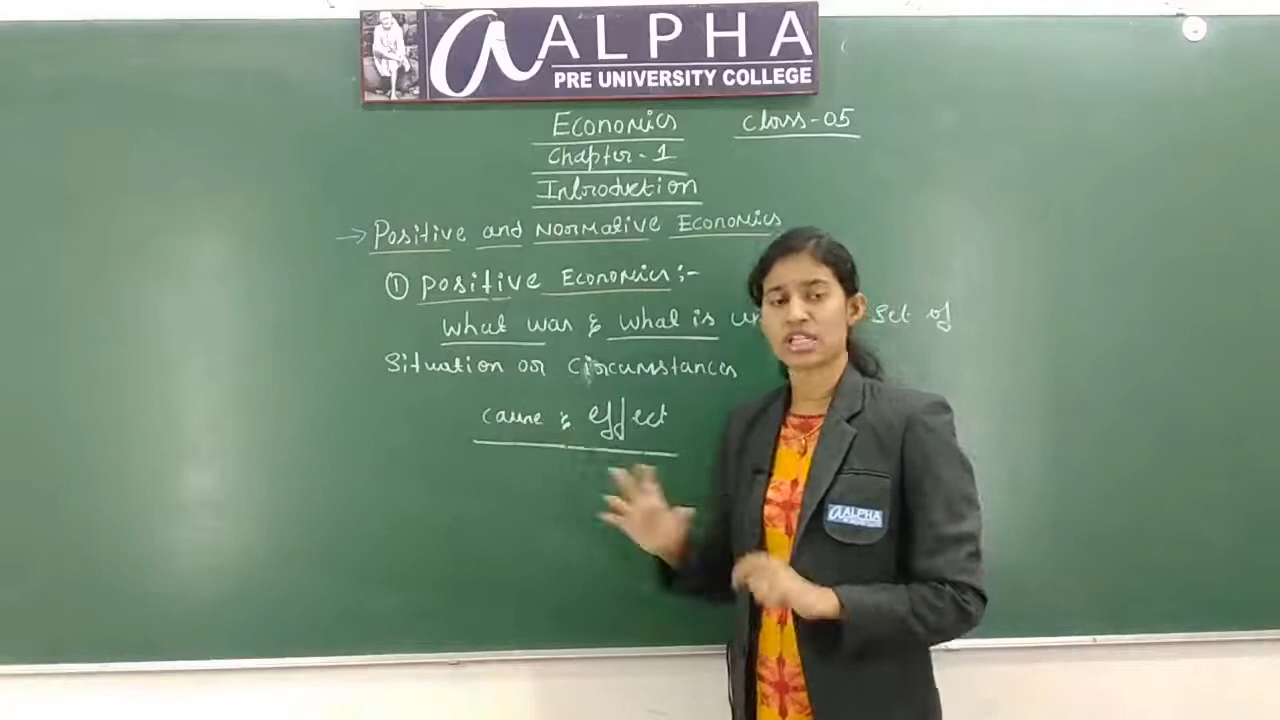 a ALPHA
PRE UNIVERSITY COLLEGE
Economics Class-05
Chapter-1
Introduction
→ Positive and Normative Economics
① Positive Economics:-
What was & What is Set of
Situation or Circumstances
Cause & effect
aALPHA